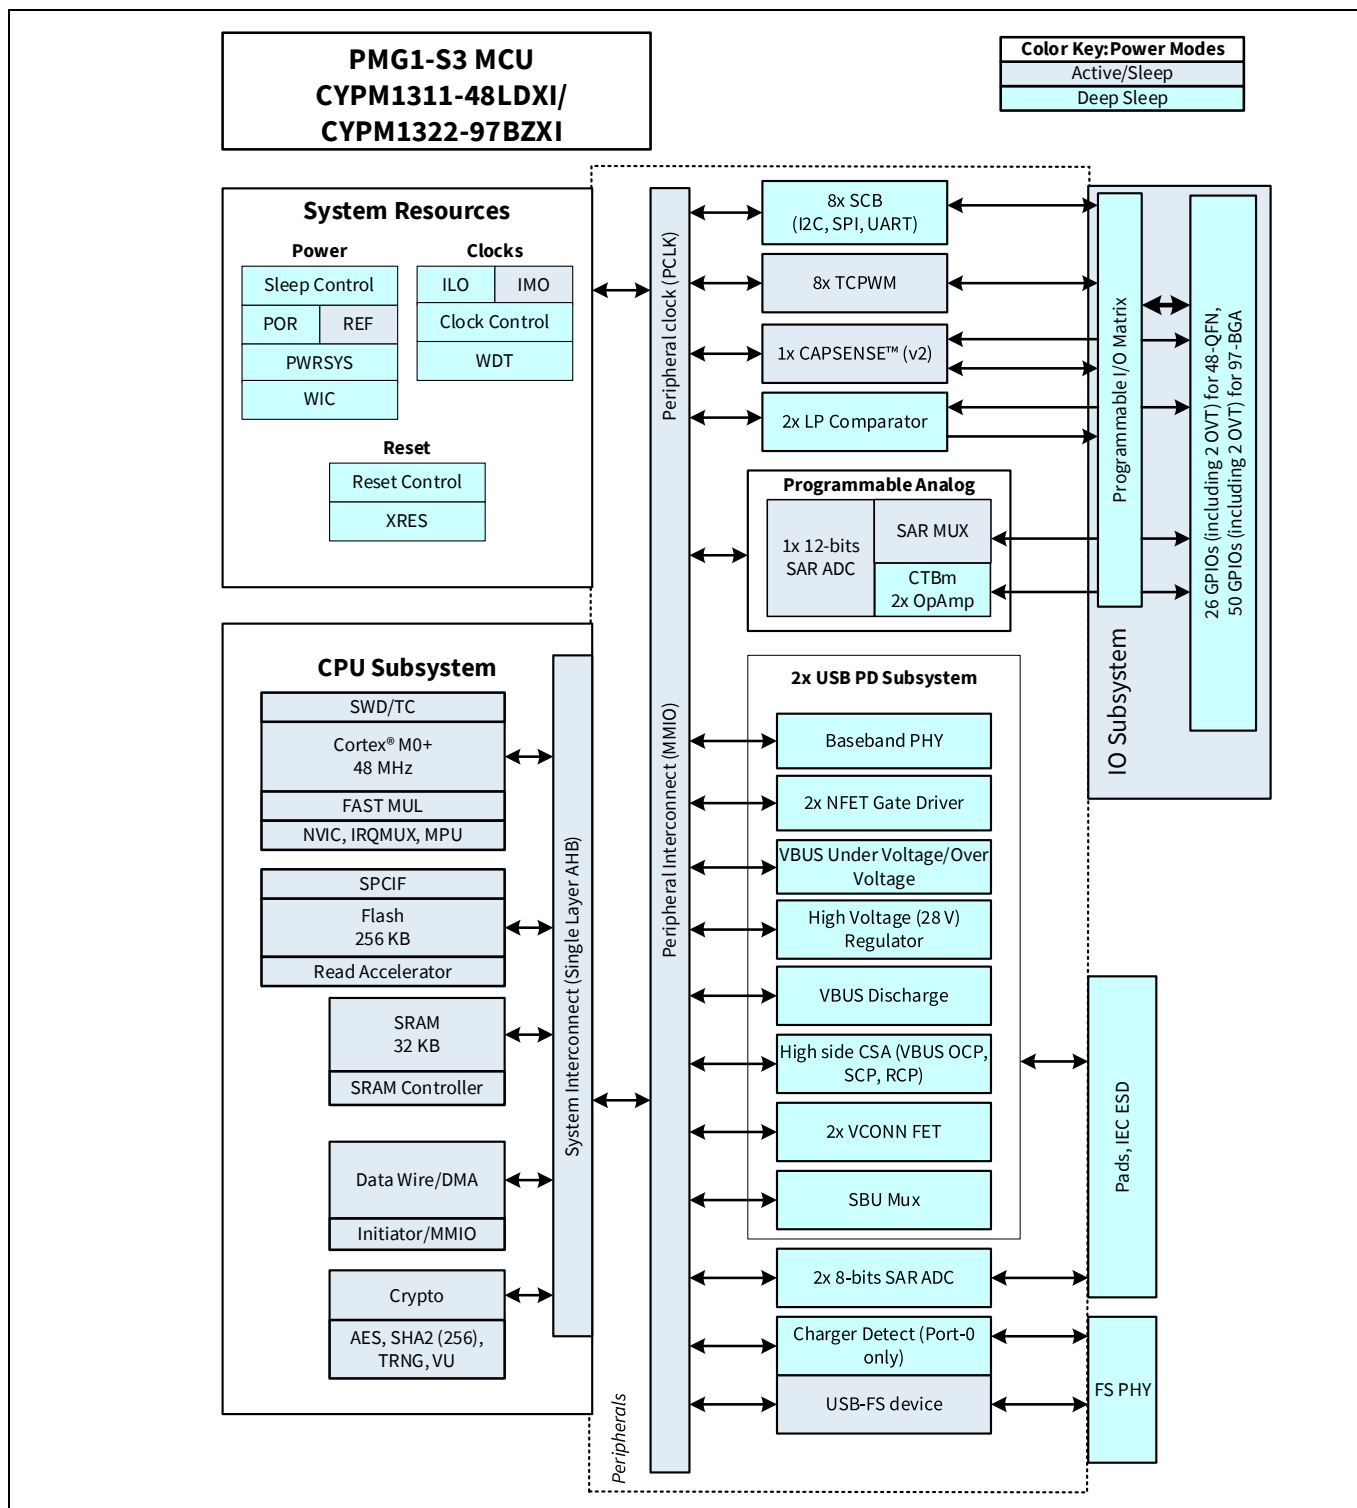 PMG1-S3 MCU
CYPM1311-48LDXI/
CYPM1322-97BZXI
Color Key:Power Modes
Active/Sleep
Deep Sleep
System Resources
Power
Sleep Control
POR
REF
PWRSYS
WIC
Clocks
ILO
IMO
Clock Control
WDT
Reset
Reset Control
XRES
CPU Subsystem
SWD/TC
Cortex® M0+
48 MHz
FAST MUL
NVIC, IRQMUX, MPU
SPCIF
Flash
256 KB
Read Accelerator
SRAM
32 KB
SRAM Controller
Data Wire/DMA
Initiator/MMIO
Crypto
AES, SHA2 (256),
TRNG, VU
System Interconnect (Single Layer AHB)
Peripherals
Peripheral clock (PCLK)
Peripheral Interconnect (MMIO)
8x SCB
(I2C, SPI, UART)
8x TCPWM
1x CAPSENSE™ (v2)
2x LP Comparator
Programmable Analog
1x 12-bits
SAR ADC
SAR MUX
CTBm
2x OpAmp
2x USB PD Subsystem
Baseband PHY
2x NFET Gate Driver
VBUS Under Voltage/Over
Voltage
High Voltage (28 V)
Regulator
VBUS Discharge
High side CSA (VBUS OCP,
SCP, RCP)
2x VCONN FET
SBU Mux
2x 8-bits SAR ADC
Charger Detect (Port-0
only)
USB-FS device
IO Subsystem
Programmable I/O Matrix
26 GPIOs (including 2 OVT) for 48-QFN,
50 GPIOs (including 2 OVT) for 97-BGA
Pads, IEC ESD
FS PHY